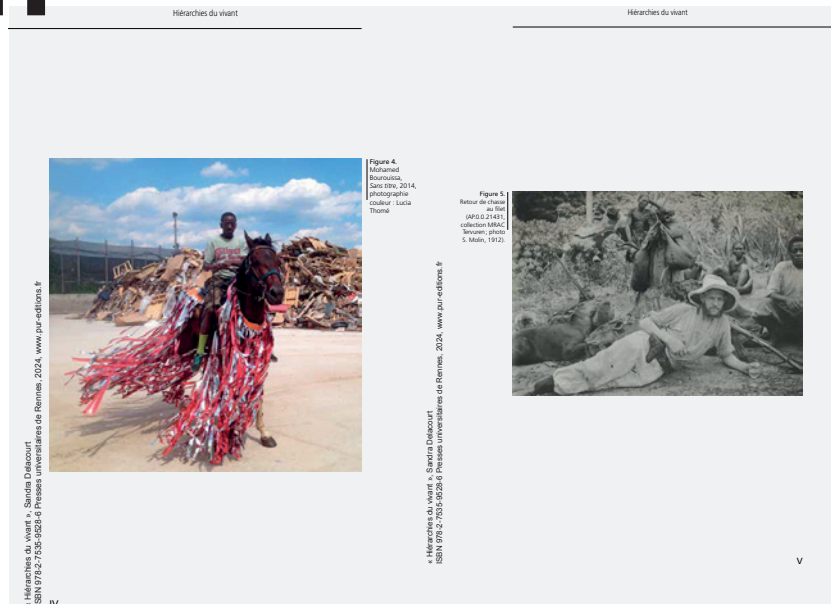 Hiérarchies du vivant
Figure 4.
Mohamed
Bourouissa,
Sans titre, 2014,
photographie
couleur : Lucia
Thomé
« Hiérarchies du vivant », Sandra Delacourt
ISBN 978-2-7535-9528-6 Presses universitaires de Rennes, 2024, www.pur-editions.fr
IV
Hiérarchies du vivant
Figure 5.
Retour de chasse
au filet
(AP.0.0.21431,
collection MRAC
Tervuren ; photo
S. Molin, 1912).
« Hiérarchies du vivant », Sandra Delacourt
ISBN 978-2-7535-9528-6 Presses universitaires de Rennes, 2024, www.pur-editions.fr
V